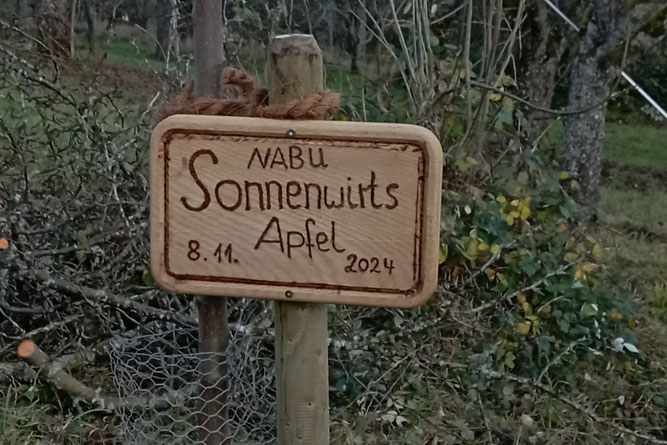 NABU
Sonnenwirts
Apfel
8.11. 2024